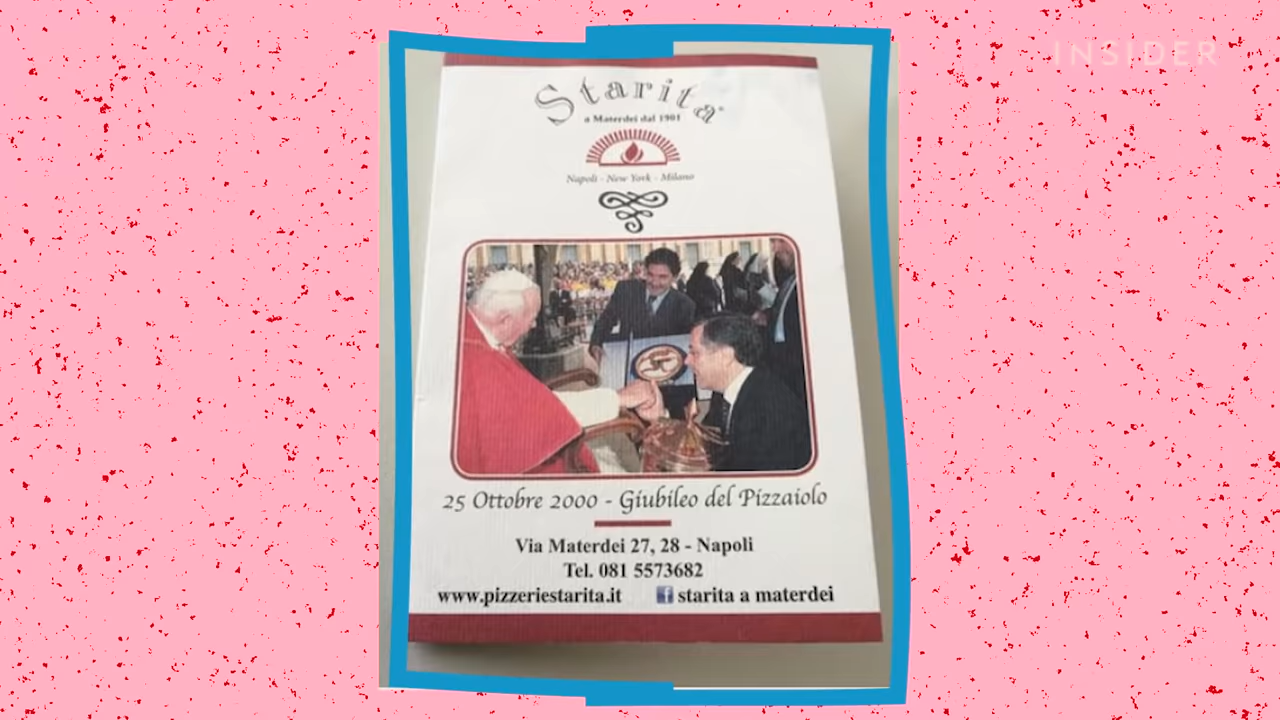 INSIDER
Starita®
a Materdei dal 1901
Napoli - New York - Milano
25 Ottobre 2000 - Giubileo del Pizzaiolo
Via Materdei 27, 28 - Napoli
Tel. 081 5573682
www.pizzeriestarita.it f starita a materdei